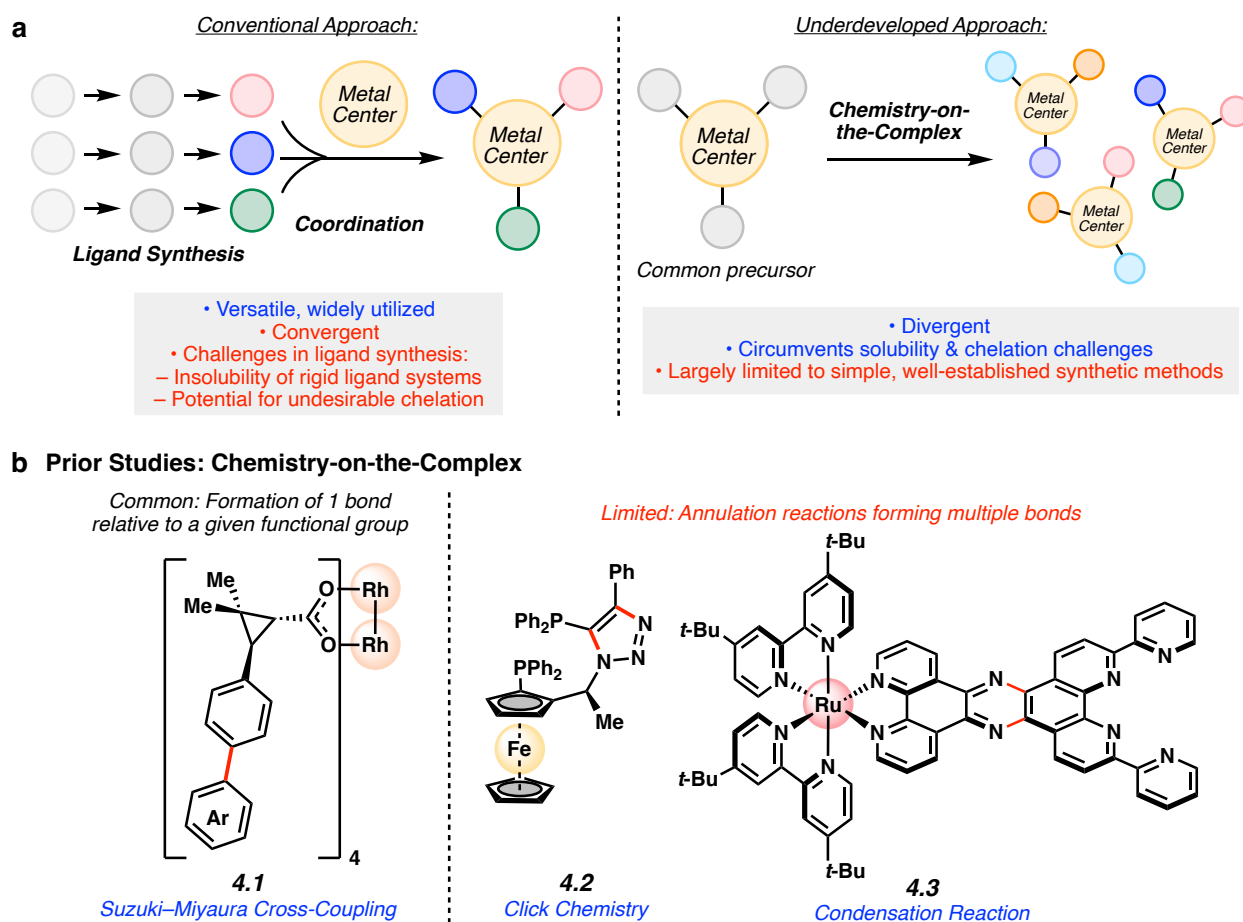 a
Conventional Approach:
Metal
Center
Metal
Center
Ligand Synthesis
Coordination
• Versatile, widely utilized
• Convergent
• Challenges in ligand synthesis:
– Insolubility of rigid ligand systems
– Potential for undesirable chelation
Underdeveloped Approach:
Metal
Center
Common precursor
Chemistry-on
the-Complex
Metal
Center
Metal
Center
Metal
Center
• Divergent
• Circumvents solubility & chelation challenges
• Largely limited to simple, well-established synthetic methods
b Prior Studies: Chemistry-on-the-Complex
Common: Formation of 1 bond
relative to a given functional group
Me
Me
O
O
Rh
Rh
Ar
4
4.1
Suzuki–Miyaura Cross-Coupling
Limited: Annulation reactions forming multiple bonds
Ph
Ph2P
N
N
N
PPh2
Me
Fe
4.2
Click Chemistry
t-Bu
t-Bu
N
N
N
N
Ru
N
N
t-Bu
t-Bu
N
N
N
N
N
N
4.3
Condensation Reaction